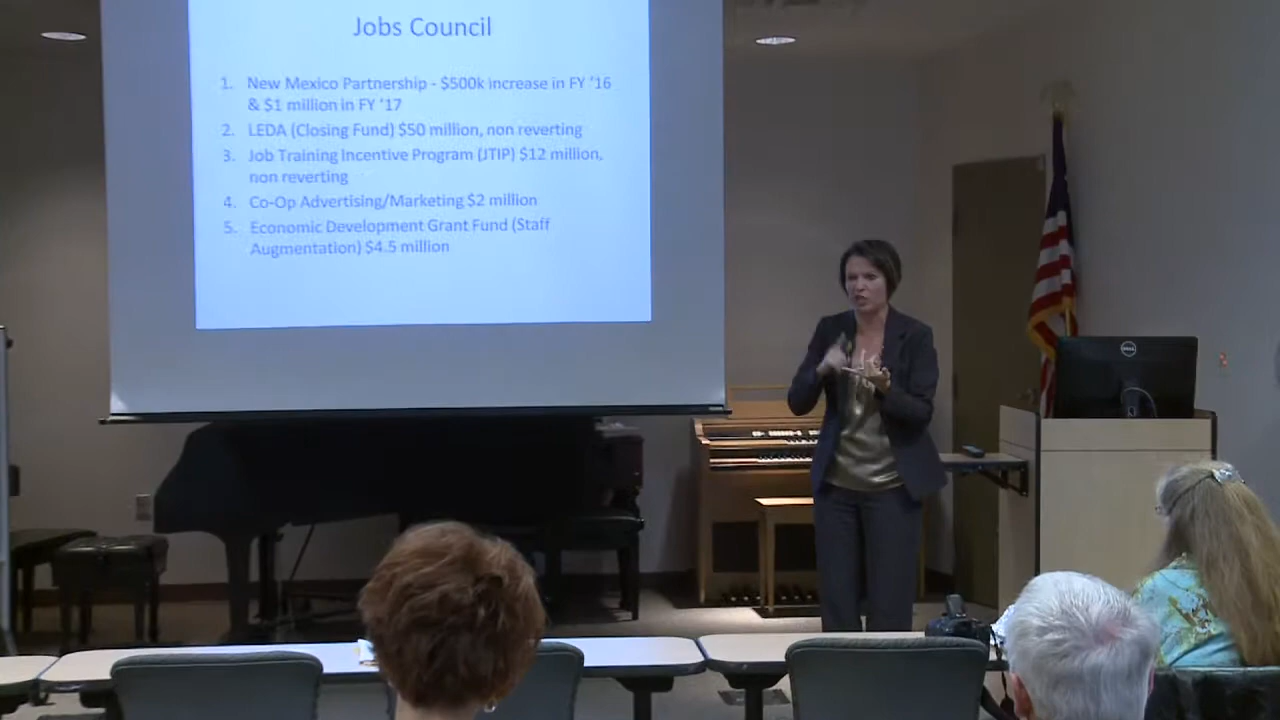 Jobs Council
1. New Mexico Partnership - $500k increase in FY '16
& $1 million in FY '17
2. LEDA (Closing Fund) $50 million, non reverting
3. Job Training Incentive Program (JTIP) $12 million,
non reverting
4. Co-Op Advertising/Marketing $2 million
5. Economic Development Grant Fund (Staff
Augmentation) $4.5 million
DELL